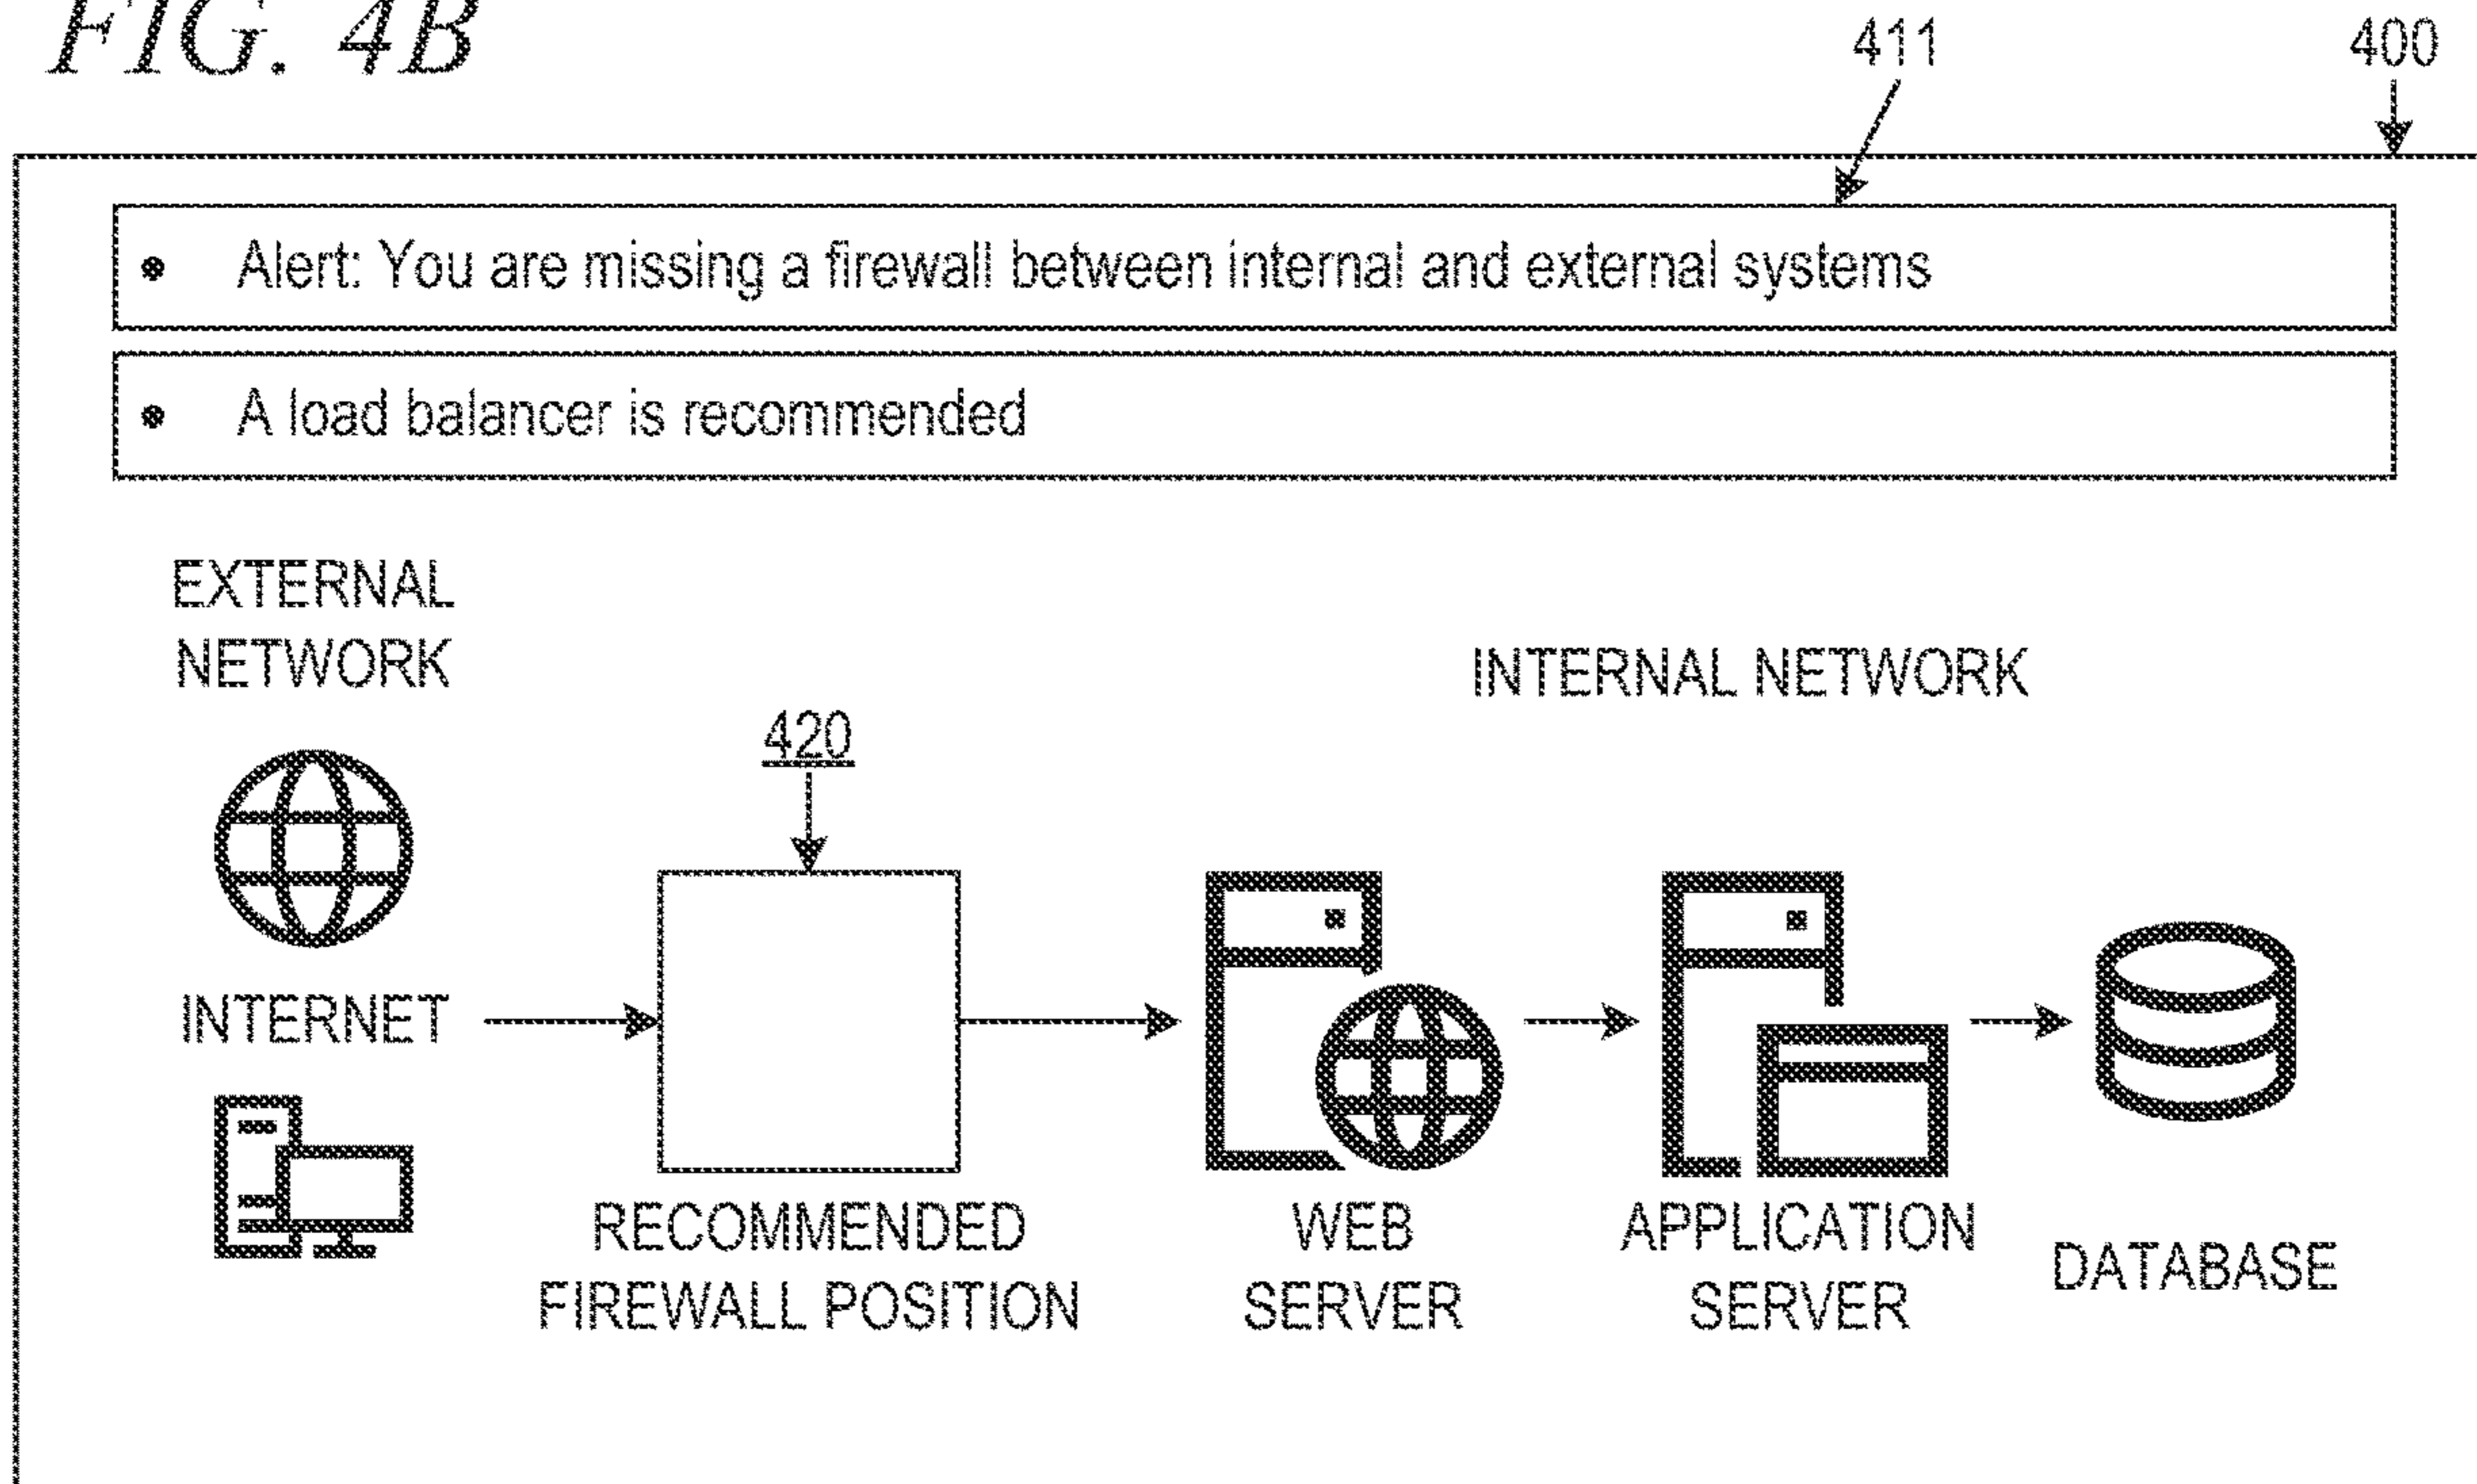 FIG. 4B
411
400
• Alert: You are missing a firewall between internal and external systems
• A load balancer is recommended
EXTERNAL
NETWORK
INTERNAL NETWORK
420
INTERNET
RECOMMENDED
FIREWALL POSITION
WEB
SERVER
APPLICATION
SERVER
DATABASE